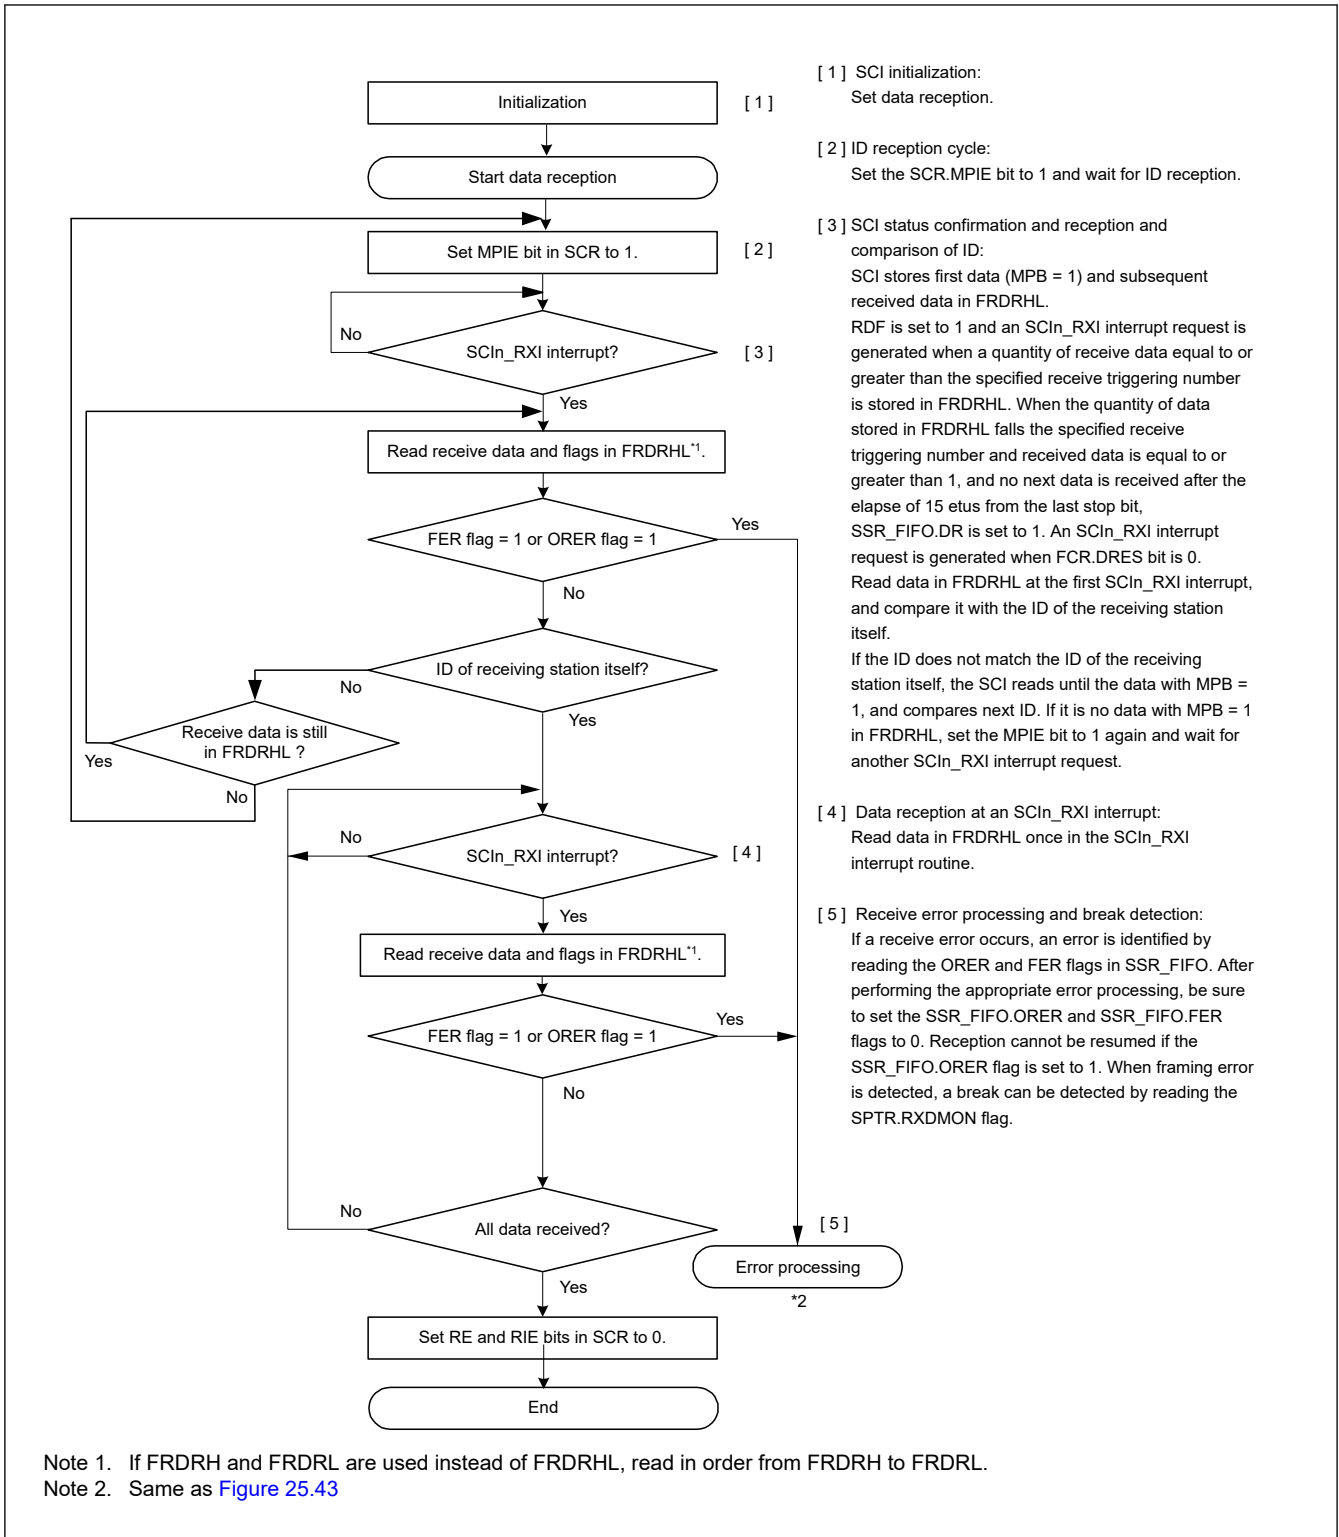 Initialization
[ 1 ]
Start data reception
Set MPIE bit in SCR to 1.
[ 2 ]
No
SCIn_RXI interrupt?
[ 3 ]
Yes
Read receive data and flags in FRDRHL*1.
FER flag = 1 or ORER flag = 1
Yes
No
ID of receiving station itself?
No
Yes
Receive data is still
in FRDRHL ?
Yes
No
No
SCIn_RXI interrupt?
[ 4 ]
Yes
Read receive data and flags in FRDRHL*1.
FER flag = 1 or ORER flag = 1
Yes
No
No
All data received?
Yes
[ 5 ]
Error processing
*2
Set RE and RIE bits in SCR to 0.
End
[ 1 ] SCI initialization:
Set data reception.
[ 2 ] ID reception cycle:
Set the SCR.MPIE bit to 1 and wait for ID reception.
[ 3 ] SCI status confirmation and reception and
comparison of ID:
SCI stores first data (MPB = 1) and subsequent
received data in FRDRHL.
RDF is set to 1 and an SCIn_RXI interrupt request is
generated when a quantity of receive data equal to or
greater than the specified receive triggering number
is stored in FRDRHL. When the quantity of data
stored in FRDRHL falls the specified receive
triggering number and received data is equal to or
greater than 1, and no next data is received after the
elapse of 15 etus from the last stop bit,
SSR_FIFO.DR is set to 1. An SCIn_RXI interrupt
request is generated when FCR.DRES bit is 0.
Read data in FRDRHL at the first SCIn_RXI interrupt,
and compare it with the ID of the receiving station
itself.
If the ID does not match the ID of the receiving
station itself, the SCI reads until the data with MPB =
1, and compares next ID. If it is no data with MPB = 1
in FRDRHL, set the MPIE bit to 1 again and wait for
another SCIn_RXI interrupt request.
[ 4 ] Data reception at an SCIn_RXI interrupt:
Read data in FRDRHL once in the SCIn_RXI
interrupt routine.
[ 5 ] Receive error processing and break detection:
If a receive error occurs, an error is identified by
reading the ORER and FER flags in SSR_FIFO. After
performing the appropriate error processing, be sure
to set the SSR_FIFO.ORER and SSR_FIFO.FER
flags to 0. Reception cannot be resumed if the
SSR_FIFO.ORER flag is set to 1. When framing error
is detected, a break can be detected by reading the
SPTR.RXDMON flag.
Note 1. If FRDRH and FRDRL are used instead of FRDRHL, read in order from FRDRH to FRDRL.
Note 2. Same as Figure 25.43